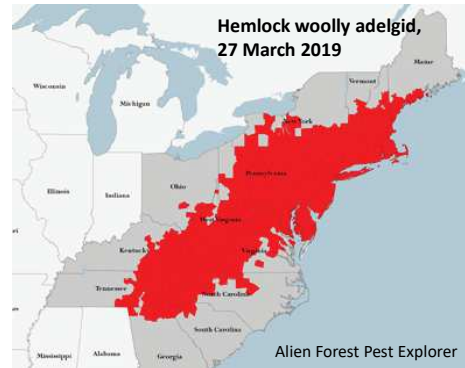 Hemlock woolly adelgid,
27 March 2019
Maine
Vermont
Wisconsin
Michigan
New York
Pennsylvania
Illinois
Indiana
Ohio
West Virginia
Kentucky
Virginia
Tennessee
North Carolina
South Carolina
Mississippi
Alabama
Georgia
Alien Forest Pest Explorer